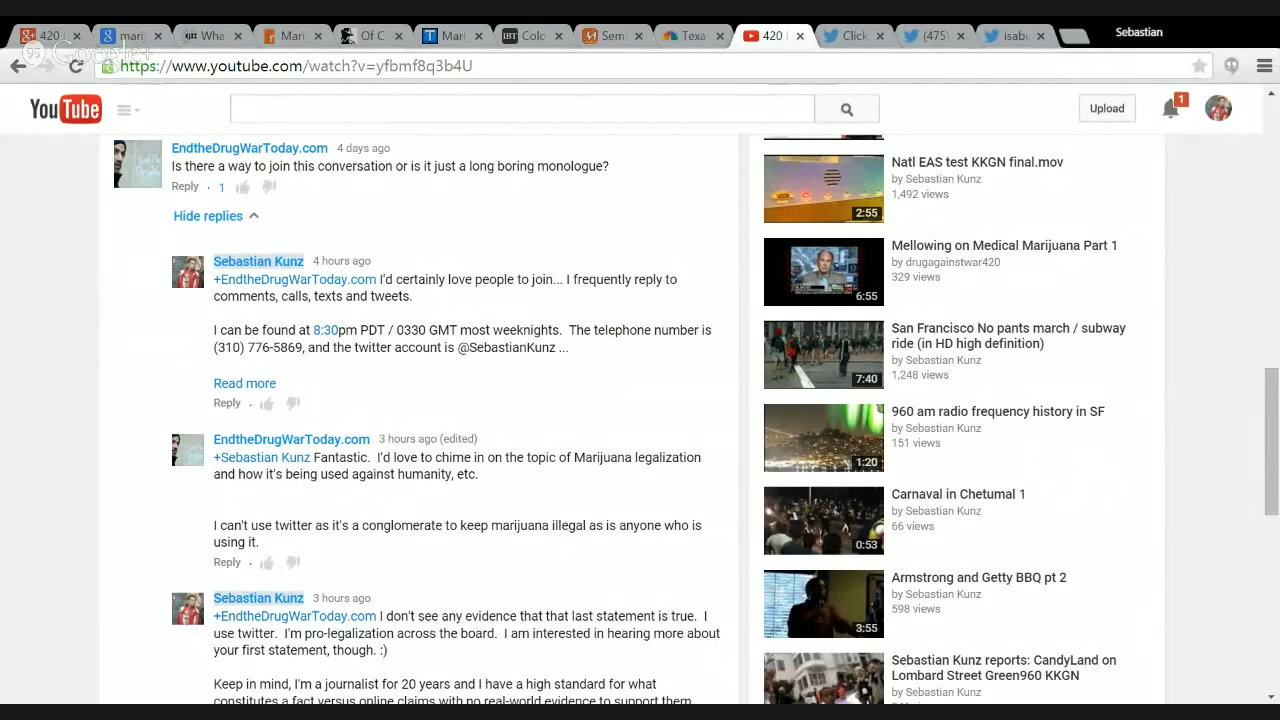 420
mari
Wha
Mari
Of C
Mari
Colo
Sem
Texa
420 |
Click
(475
isabe
Sebastian
Google+
https://www.youtube.com/watch?v=yfbmf8q3b4U
YouTube
Upload
1
EndtheDrugWarToday.com 4 days ago
Is there a way to join this conversation or is it just a long boring monologue?
Reply · 1
Hide replies
Sebastian Kunz 4 hours ago
+EndtheDrugWarToday.com I'd certainly love people to join... I frequently reply to
comments, calls, texts and tweets.
I can be found at 8:30pm PDT / 0330 GMT most weeknights. The telephone number is
(310) 776-5869, and the twitter account is @SebastianKunz ...
Read more
Reply ·
EndtheDrugWarToday.com 3 hours ago (edited)
+Sebastian Kunz Fantastic. I'd love to chime in on the topic of Marijuana legalization
and how it's being used against humanity, etc.
I can't use twitter as it's a conglomerate to keep marijuana illegal as is anyone who is
using it.
Reply ·
Sebastian Kunz 3 hours ago
+EndtheDrugWarToday.com I don't see any evidence that that last statement is true. I
use twitter. I'm pro-legalization across the board. I am interested in hearing more about
your first statement, though. :)
Keep in mind, I'm a journalist for 20 years and I have a high standard for what
constitutes a fact versus online claims with no real-world evidence to support them
Natl EAS test KKGN final.mov
by Sebastian Kunz
1,492 views
2:55
Mellowing on Medical Marijuana Part 1
by drugagainstwar420
329 views
6:55
San Francisco No pants march / subway
ride (in HD high definition)
by Sebastian Kunz
1,248 views
7:40
960 am radio frequency history in SF
by Sebastian Kunz
151 views
1:20
Carnaval in Chetumal 1
by Sebastian Kunz
66 views
0:53
Armstrong and Getty BBQ pt 2
by Sebastian Kunz
598 views
3:55
Sebastian Kunz reports: CandyLand on
Lombard Street Green960 KKGN
by Sebastian Kunz